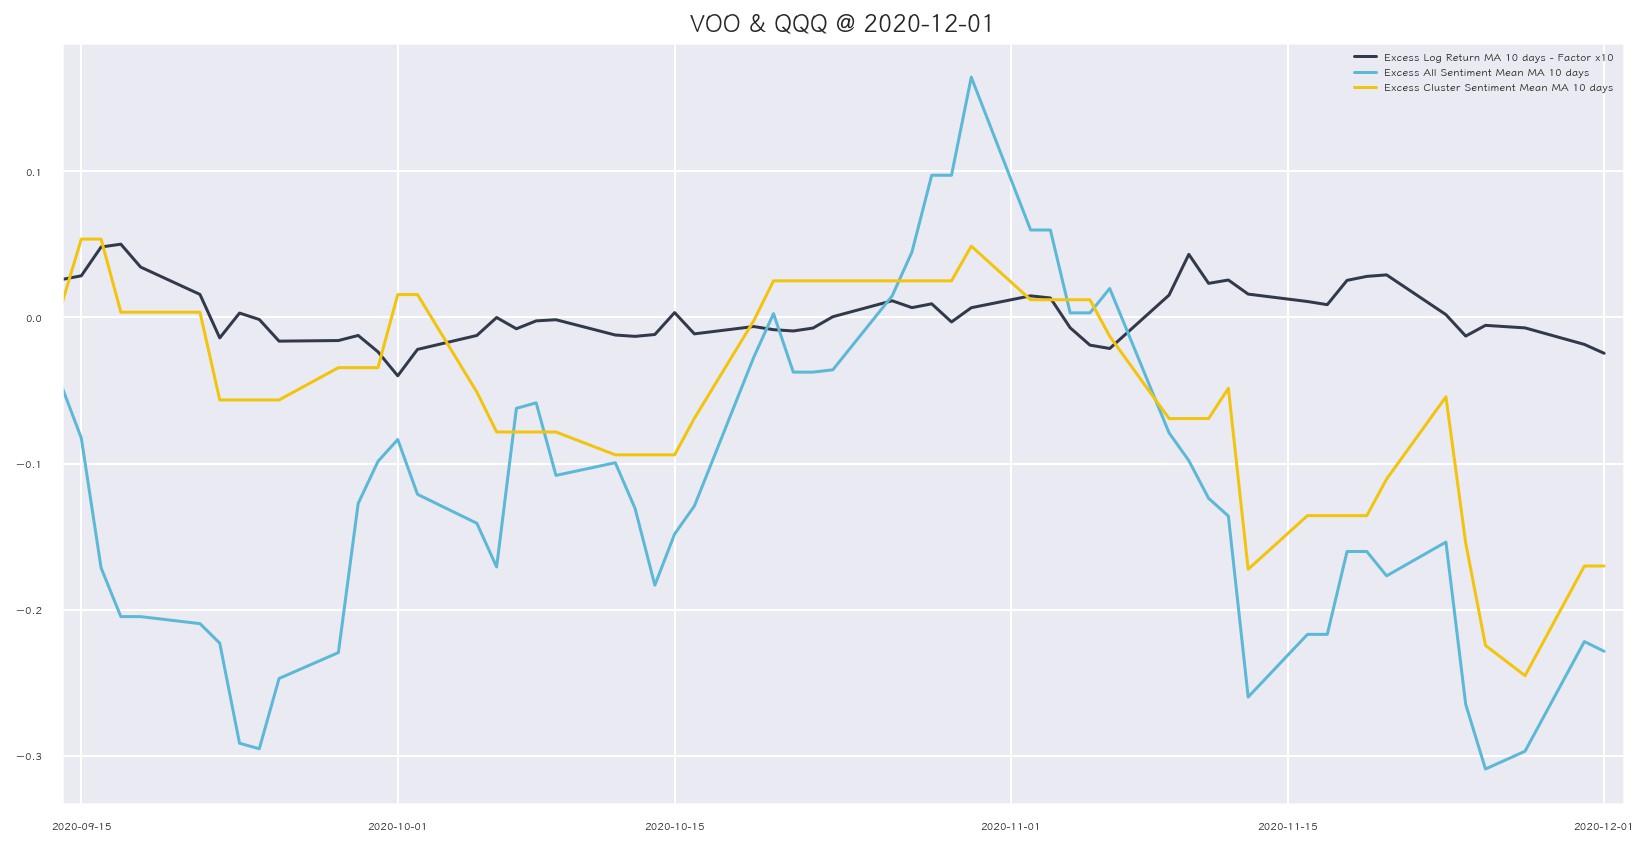 VOO & QQQ @ 2020-12-01
Excess Log Return MA 10 days - Factor x10
Excess All Sentiment Mean MA 10 days
Excess Cluster Sentiment Mean MA 10 days
0.1
0.0
−0.1
−0.2
−0.3
2020-09-15
2020-10-01
2020-10-15
2020-11-01
2020-11-15
2020-12-01